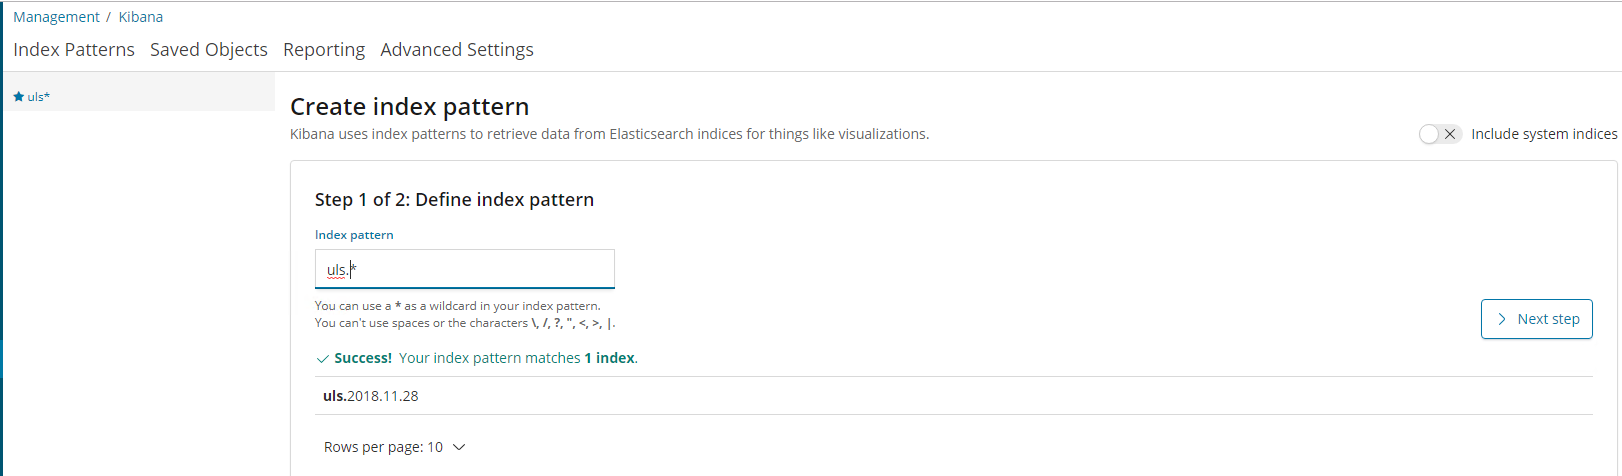 Management / Kibana
Index Patterns Saved Objects Reporting Advanced Settings
uls*
Create index pattern
Kibana uses index patterns to retrieve data from Elasticsearch indices for things like visualizations.
Include system indices
Step 1 of 2: Define index pattern
Index pattern
uls.*
You can use a * as a wildcard in your index pattern.
You can't use spaces or the characters \, /, ?, ", <, >, |.
Next step
Success! Your index pattern matches 1 index.
uls.2018.11.28
Rows per page: 10